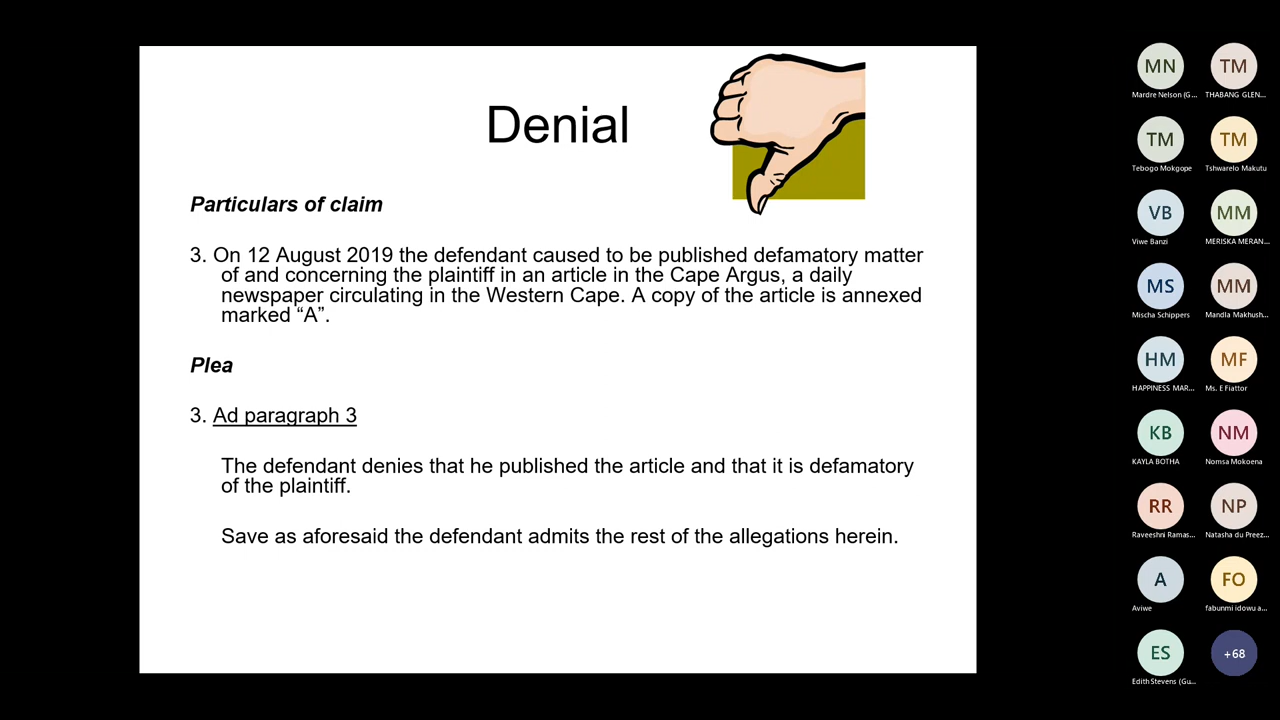 Denial
Particulars of claim
3. On 12 August 2019 the defendant caused to be published defamatory matter
of and concerning the plaintiff in an article in the Cape Argus, a daily
newspaper circulating in the Western Cape. A copy of the article is annexed
marked “A”.
Plea
3. Ad paragraph 3
The defendant denies that he published the article and that it is defamatory
of the plaintiff.
Save as aforesaid the defendant admits the rest of the allegations herein.
MN TM
Mardre Nelson (G... THABANG GLEN...
TM TM
Tebogo Mokgope Tshwarelo Makutu
VB MM
Viwe Banzi MERISKA MERAN...
MS MM
Mischa Schippers Mandla Makhush...
HM MF
HAPPINESS MAR... Ms. E Fiattor
KB NM
KAYLA BOTHA Nomsa Mokoena
RR NP
Raveeshni Ramas... Natasha du Preez...
A FO
Aviwe fabunmi idowu a...
ES +68
Edith Stevens (Gu...